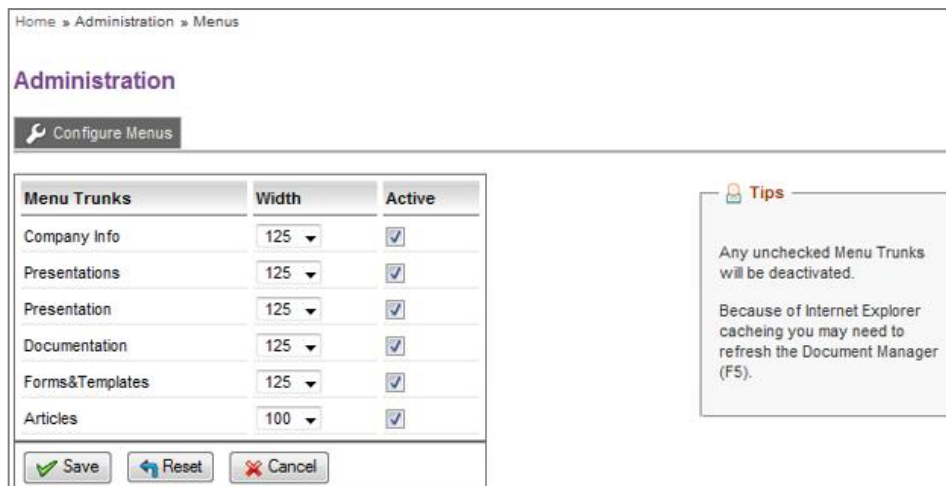 Home » Administration » Menus
Administration
Configure Menus
Menu Trunks Width Active
Company Info 125
Presentations 125
Presentation 125
Documentation 125
Forms&Templates 125
Articles 100
Save Reset Cancel
Tips
Any unchecked Menu Trunks
will be deactivated.
Because of Internet Explorer
cacheing you may need to
refresh the Document Manager
(F5).